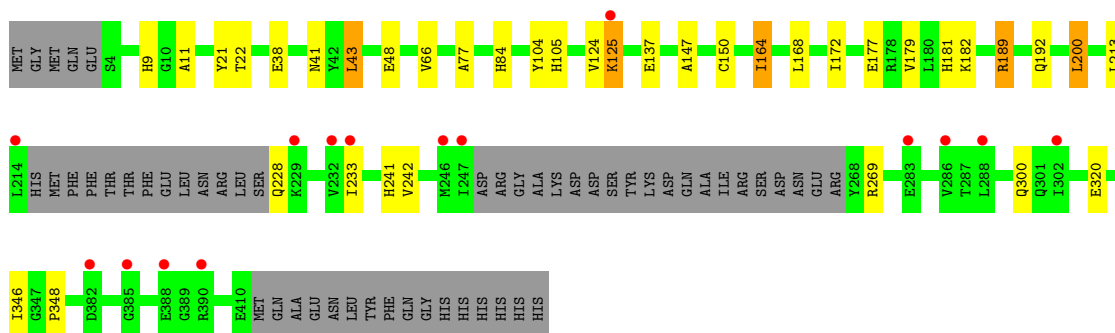 MET GLY MET GLN GLU S4 H9 G10 A11 Y21 T22 E38 N41 Y42 L43 E48 V66 A77 H84 Y104 H105 V124 K125 E137 A147 C150 I164 L168 I172 E177 R178 V179 L180 H181 K182 R189 Q192 L200 L213
L214 HIS MET PHE PHE THR THR PHE GLU LEU ASN ARG LEU SER Q228 K229 V232 I233 H241 V242 M246 I247 ASP ARG GLY ALA LYS ASP ASP SER TYR LYS ASP GLN ALA ILE ARG SER ASP ASN GLU ARG Y268 R269 E283 V286 T287 L288 Q300 Q301 I302 E320
I346 G347 P348 D382 G385 E388 G389 R390 E410 MET GLN ALA GLU ASN LEU TYR PHE GLN GLY HIS HIS HIS HIS HIS HIS